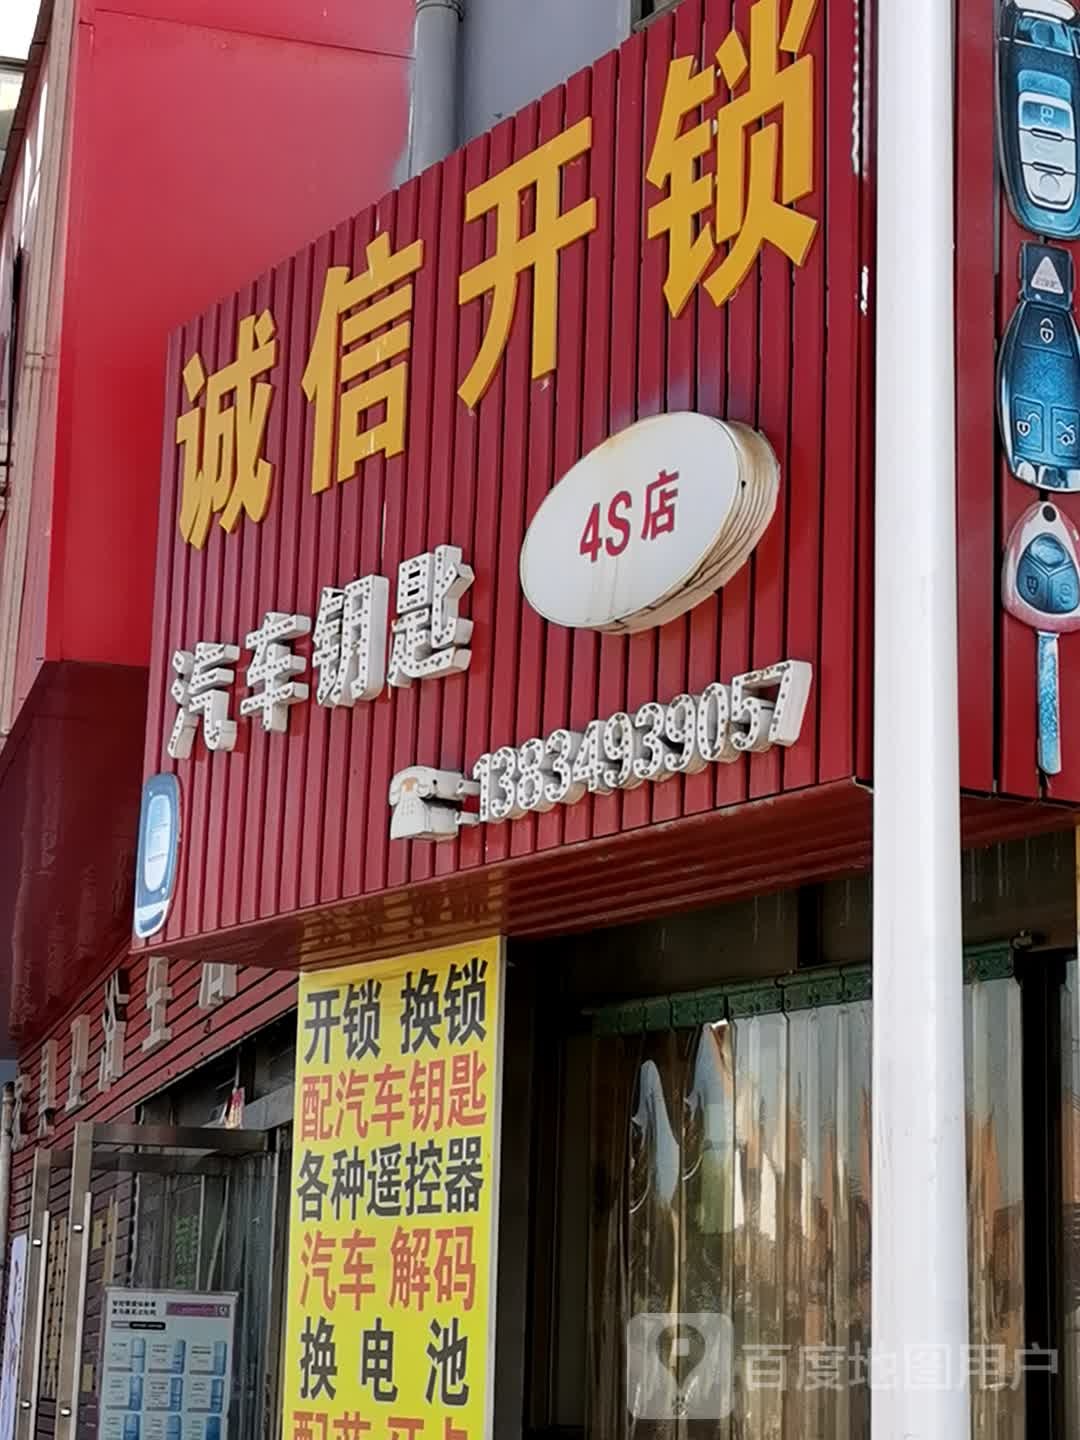 诚信开锁
4S店
汽车钥匙
13834939057
开锁 换锁
配汽车钥匙
各种遥控器
汽车 解码
换电池
百度地图用户